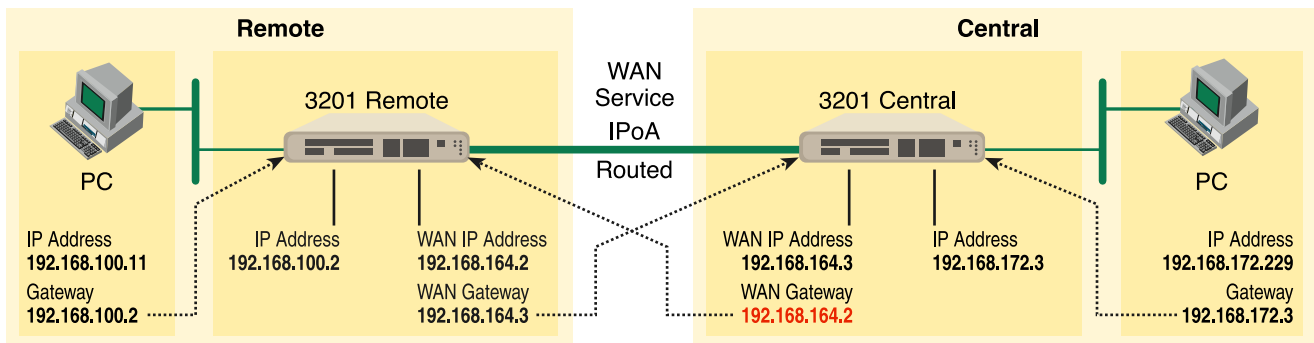 Remote
Central
3201 Remote
WAN
Service
IPoA
Routed
3201 Central
PC
PC
IP Address
192.168.100.11
Gateway
192.168.100.2
IP Address
192.168.100.2
WAN IP Address
192.168.164.2
WAN Gateway
192.168.164.3
WAN IP Address
192.168.164.3
WAN Gateway
192.168.164.2
IP Address
192.168.172.3
IP Address
192.168.172.229
Gateway
192.168.172.3